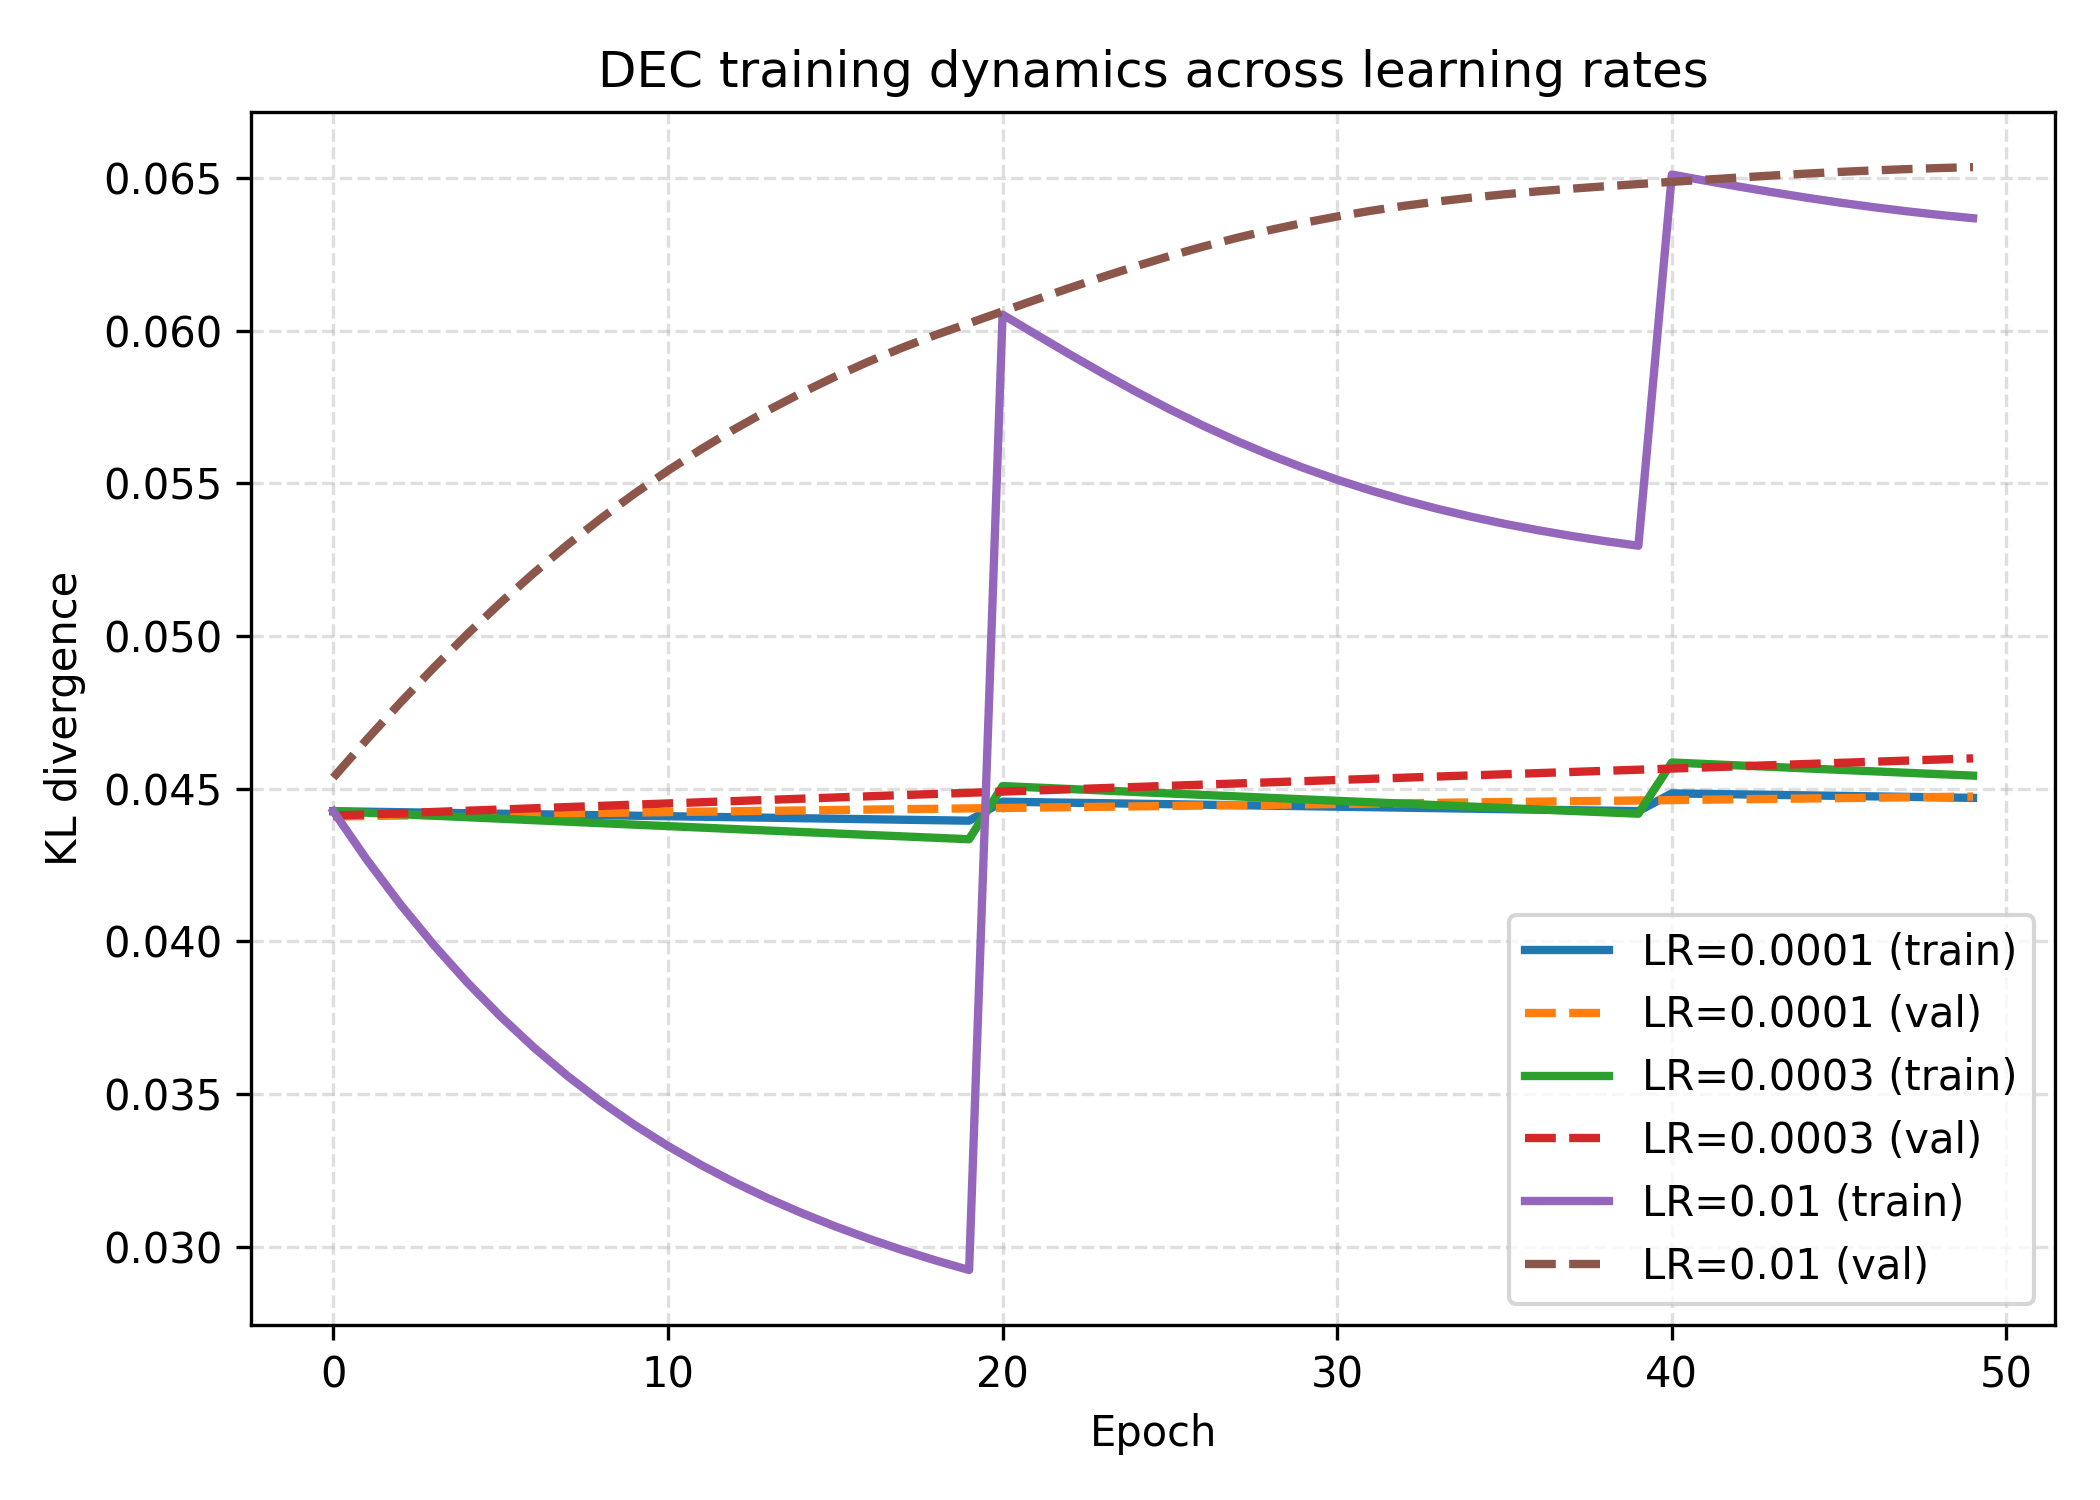 DEC training dynamics across learning rates
KL divergence
0.065
0.060
0.055
0.050
0.045
0.040
0.035
0.030
0 10 20 30 40 50
Epoch
LR=0.0001 (train)
LR=0.0001 (val)
LR=0.0003 (train)
LR=0.0003 (val)
LR=0.01 (train)
LR=0.01 (val)